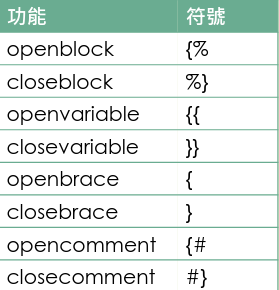 功能 符號
openblock {%
closeblock %}
openvariable {{
closevariable }}
openbrace {
closebrace }
opencomment {#
closecomment #}